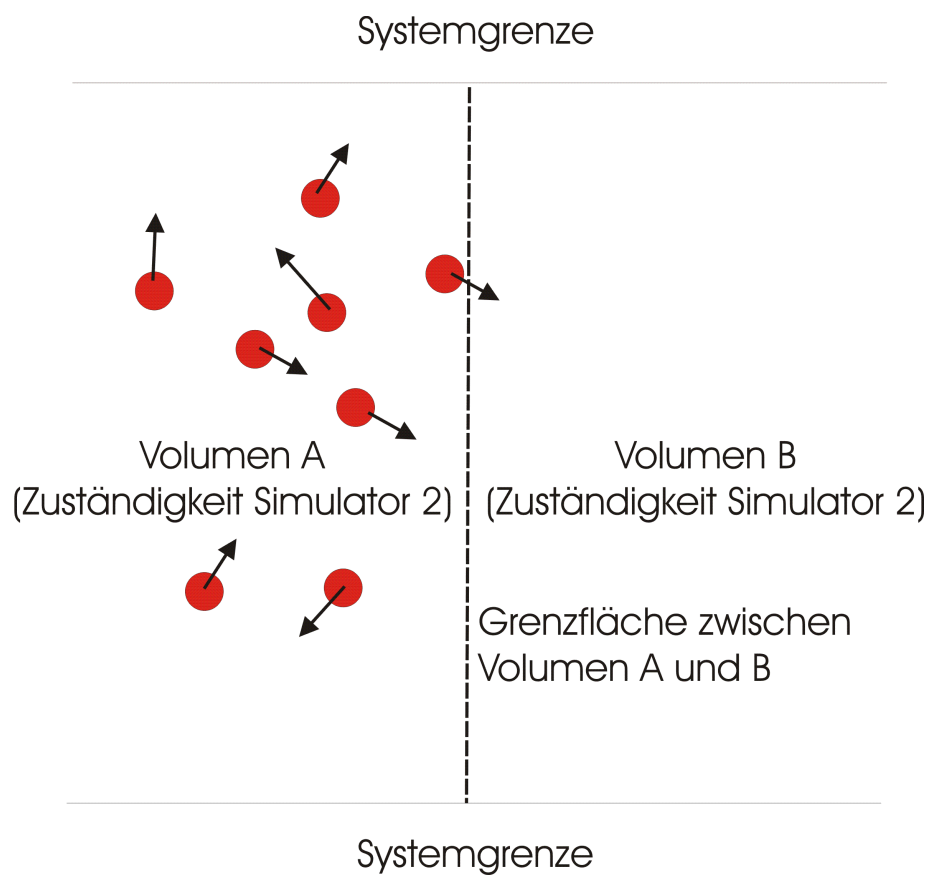 Systemgrenze
Volumen A
(Zuständigkeit Simulator 2)
Volumen B
(Zuständigkeit Simulator 2)
Grenzfläche zwischen
Volumen A und B
Systemgrenze